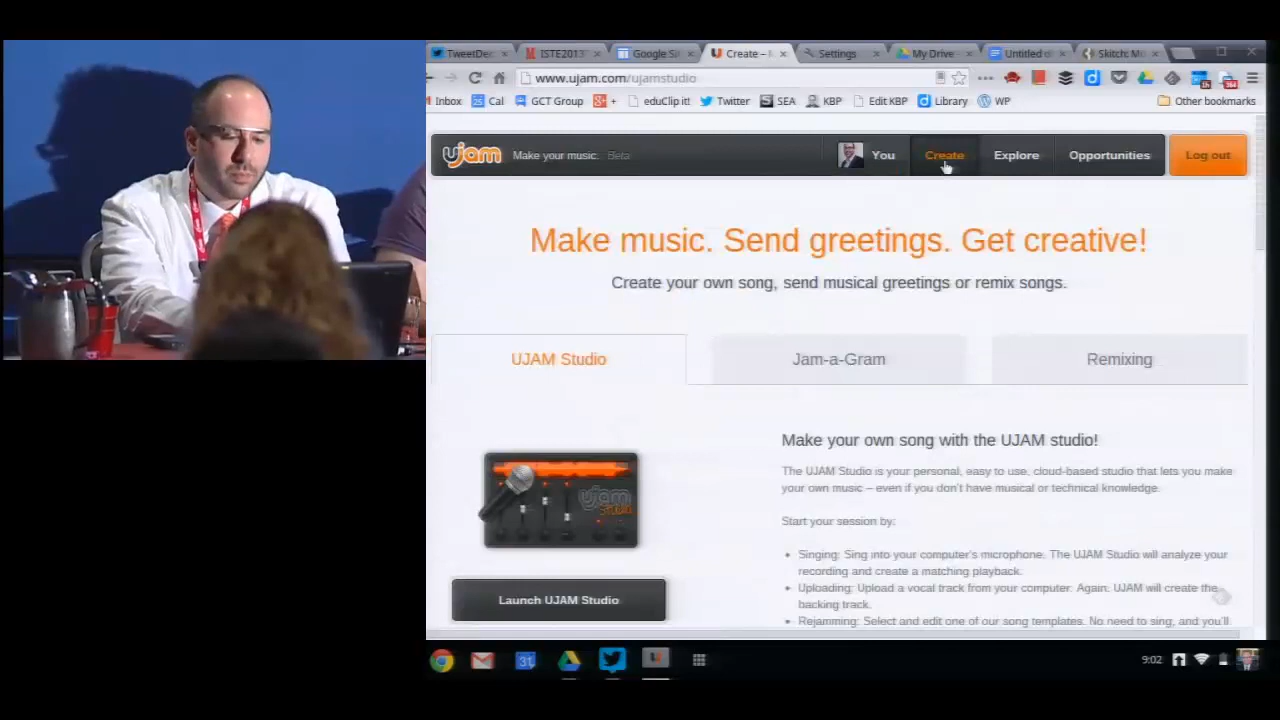 TweetDec
ISTE2013
Google Sit
Create –
Settings
My Drive
Untitled d
Skitch: Mo
www.ujam.com/ujamstudio
Inbox
Cal
GCT Group
+
eduClip it!
Twitter
SEA
KBP
Edit KBP
Library
WP
Other bookmarks
ujam
Make your music.
Beta
You
Create
Explore
Opportunities
Log out
Make music. Send greetings. Get creative!
Create your own song, send musical greetings or remix songs.
UJAM Studio
Jam-a-Gram
Remixing
Make your own song with the UJAM studio!
The UJAM Studio is your personal, easy to use, cloud-based studio that lets you make
your own music – even if you don't have musical or technical knowledge.
Start your session by:
• Singing: Sing into your computer's microphone. The UJAM Studio will analyze your
recording and create a matching playback.
• Uploading: Upload a vocal track from your computer. Again: UJAM will create the
backing track.
• Rejamming: Select and edit one of our song templates. No need to sing, and you'll
ujam
STUDIO
Launch UJAM Studio
31
9:02